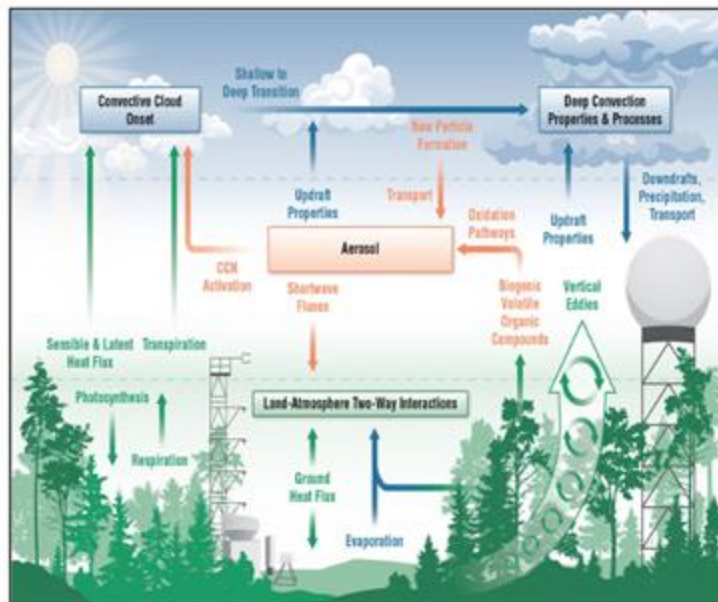 Shallow to
Deep Transition
Convective Cloud
Onset
Deep Convection
Properties & Processes
New Particle
Formation
Updraft
Properties
Transport
Downdrafts,
Precipitation,
Transport
Oxidation
Pathways
Updraft
Properties
Aerosol
CCN
Activation
Shortwave
Fluxes
Biogenic
Volatile
Organic
Compounds
Vertical
Eddies
Sensible & Latent
Heat Flux
Transpiration
Photosynthesis
Land-Atmosphere Two-Way Interactions
Respiration
Ground
Heat Flux
Evaporation